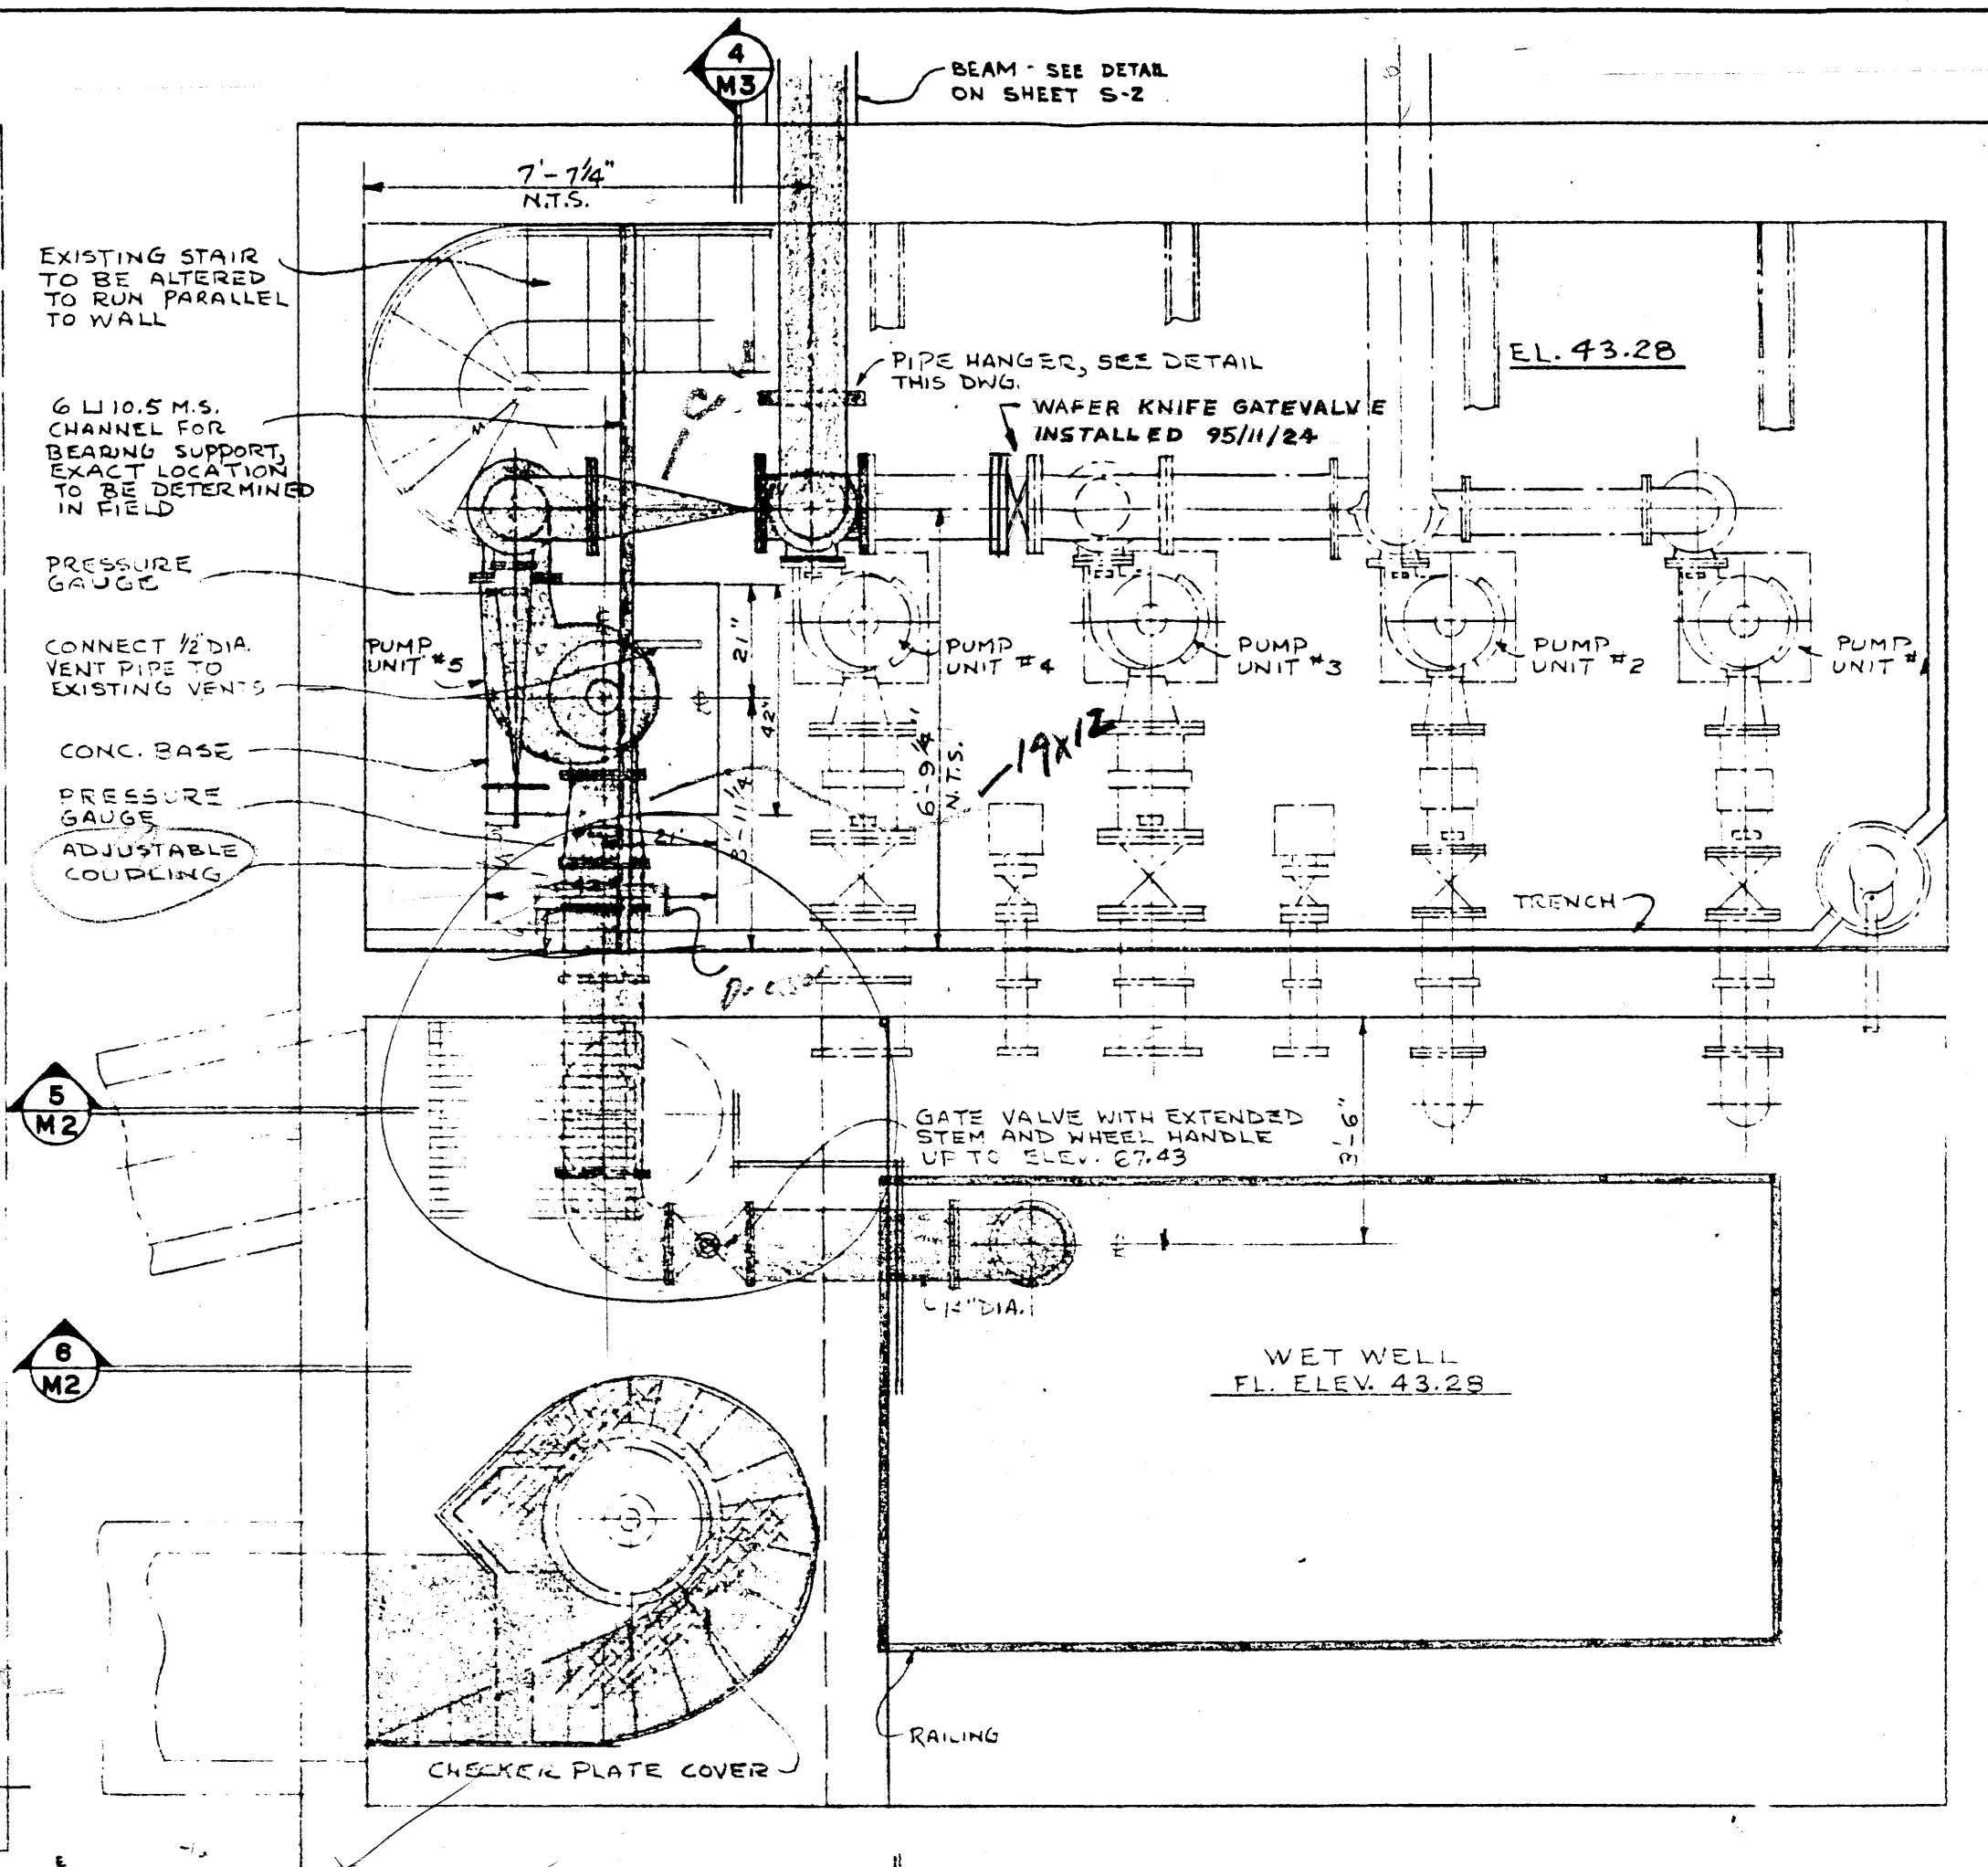 4
M3
BEAM - SEE DETAIL
ON SHEET S-2
7'-7¼"
N.T.S.
EXISTING STAIR
TO BE ALTERED
TO RUN PARALLEL
TO WALL
PIPE HANGER, SEE DETAIL
THIS DWG.
EL. 43.28
WAFER KNIFE GATEVALVE
INSTALLED 95/11/24
6 ⊔ 10.5 M.S.
CHANNEL FOR
BEARING SUPPORT,
EXACT LOCATION
TO BE DETERMINED
IN FIELD
PRESSURE
GAUGE
CONNECT ½" DIA.
VENT PIPE TO
EXISTING VENTS
PUMP
UNIT #5
21"
42"
PUMP
UNIT #4
PUMP
UNIT #3
PUMP
UNIT #2
PUMP
UNIT #
CONC. BASE
6'-9¼"
N.T.S.
19X12
PRESSURE
GAUGE
21"
3'-11¼"
ADJUSTABLE
COUPLING
TRENCH
5
M2
GATE VALVE WITH EXTENDED
STEM AND WHEEL HANDLE
UP TO ELEV. 67.43
3'-6"
DIA.
6
M2
WET WELL
FL. ELEV. 43.28
RAILING
CHECKER PLATE COVER
E